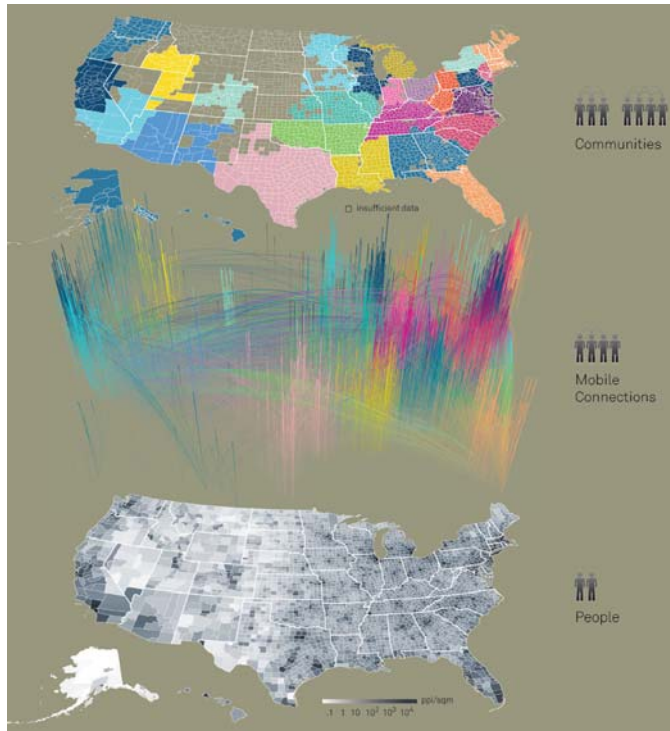 Communities
insufficient data
Mobile
Connections
People
ppl/sqm
.1 1 10 10² 10³ 10⁴